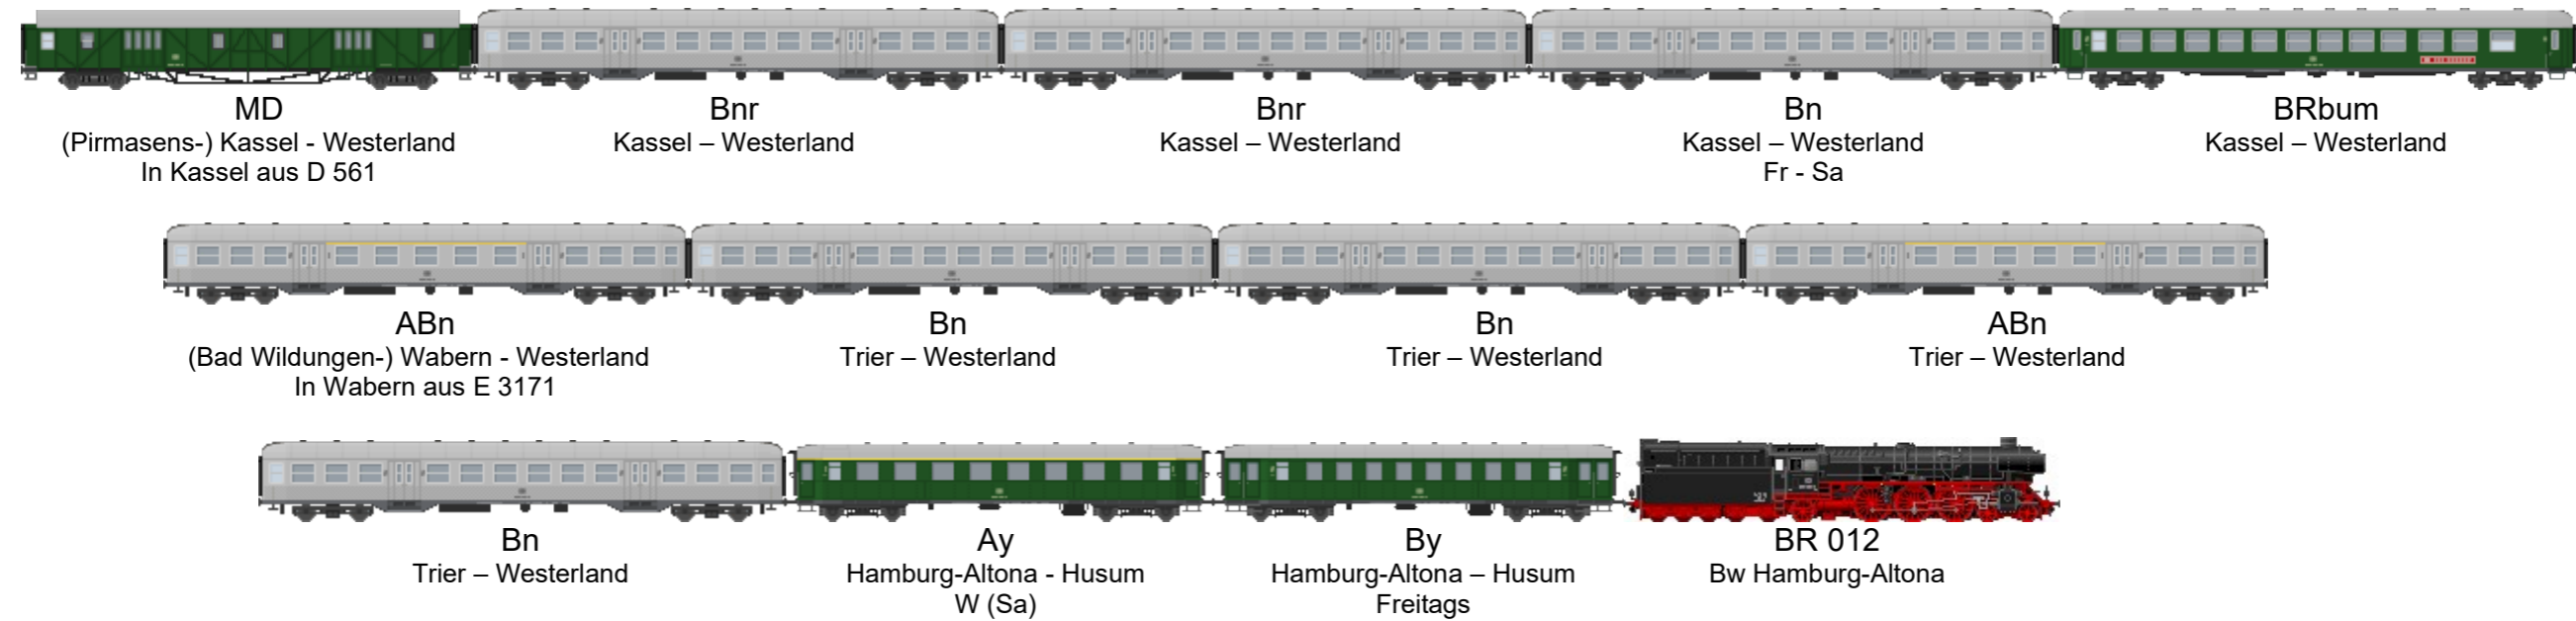 MD
(Pirmasens-) Kassel - Westerland
In Kassel aus D 561
Bnr
Kassel – Westerland
Bnr
Kassel – Westerland
Bn
Kassel – Westerland
Fr - Sa
BRbum
Kassel – Westerland
ABn
(Bad Wildungen-) Wabern - Westerland
In Wabern aus E 3171
Bn
Trier – Westerland
Bn
Trier – Westerland
ABn
Trier – Westerland
Bn
Trier – Westerland
Ay
Hamburg-Altona - Husum
W (Sa)
By
Hamburg-Altona – Husum
Freitags
BR 012
Bw Hamburg-Altona